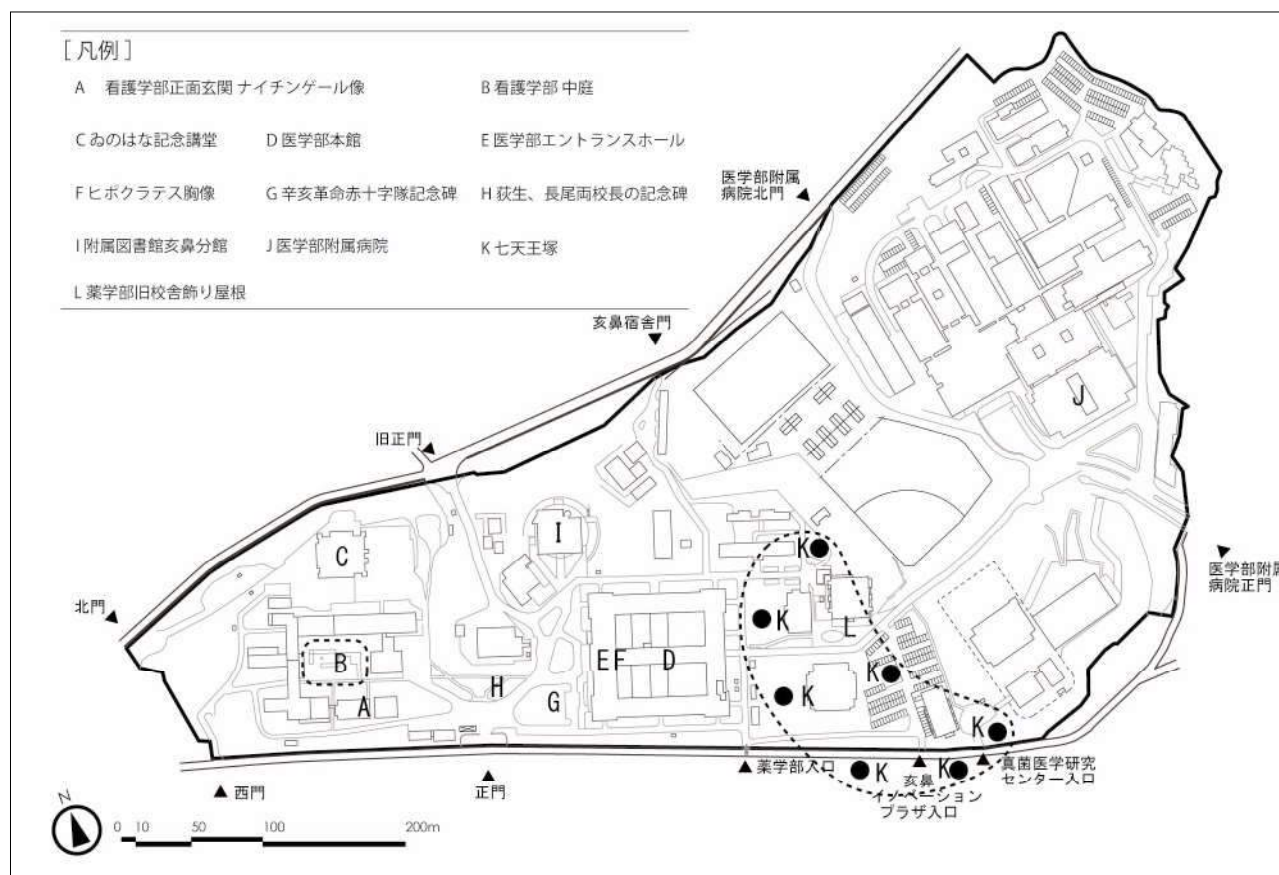 [ 凡例 ]
A 看護学部正面玄関 ナイチンゲール像
B 看護学部 中庭
C ゐのはな記念講堂
D 医学部本館
E 医学部エントランスホール
F ヒポクラテス胸像
G 辛亥革命赤十字隊記念碑
H 荻生、長尾両校長の記念碑
I 附属図書館亥鼻分館
J 医学部附属病院
K 七天王塚
L 薬学部旧校舎飾り屋根
医学部附属
病院北門
亥鼻宿舎門
旧正門
北門
医学部附属
病院正門
C
I
J
B
A
H
G
EF
D
K
K
L
K
K
K
K
K
西門
正門
薬学部入口
亥鼻
イノベーション
プラザ入口
真菌医学研究
センター入口
N
0 10 50 100 200m